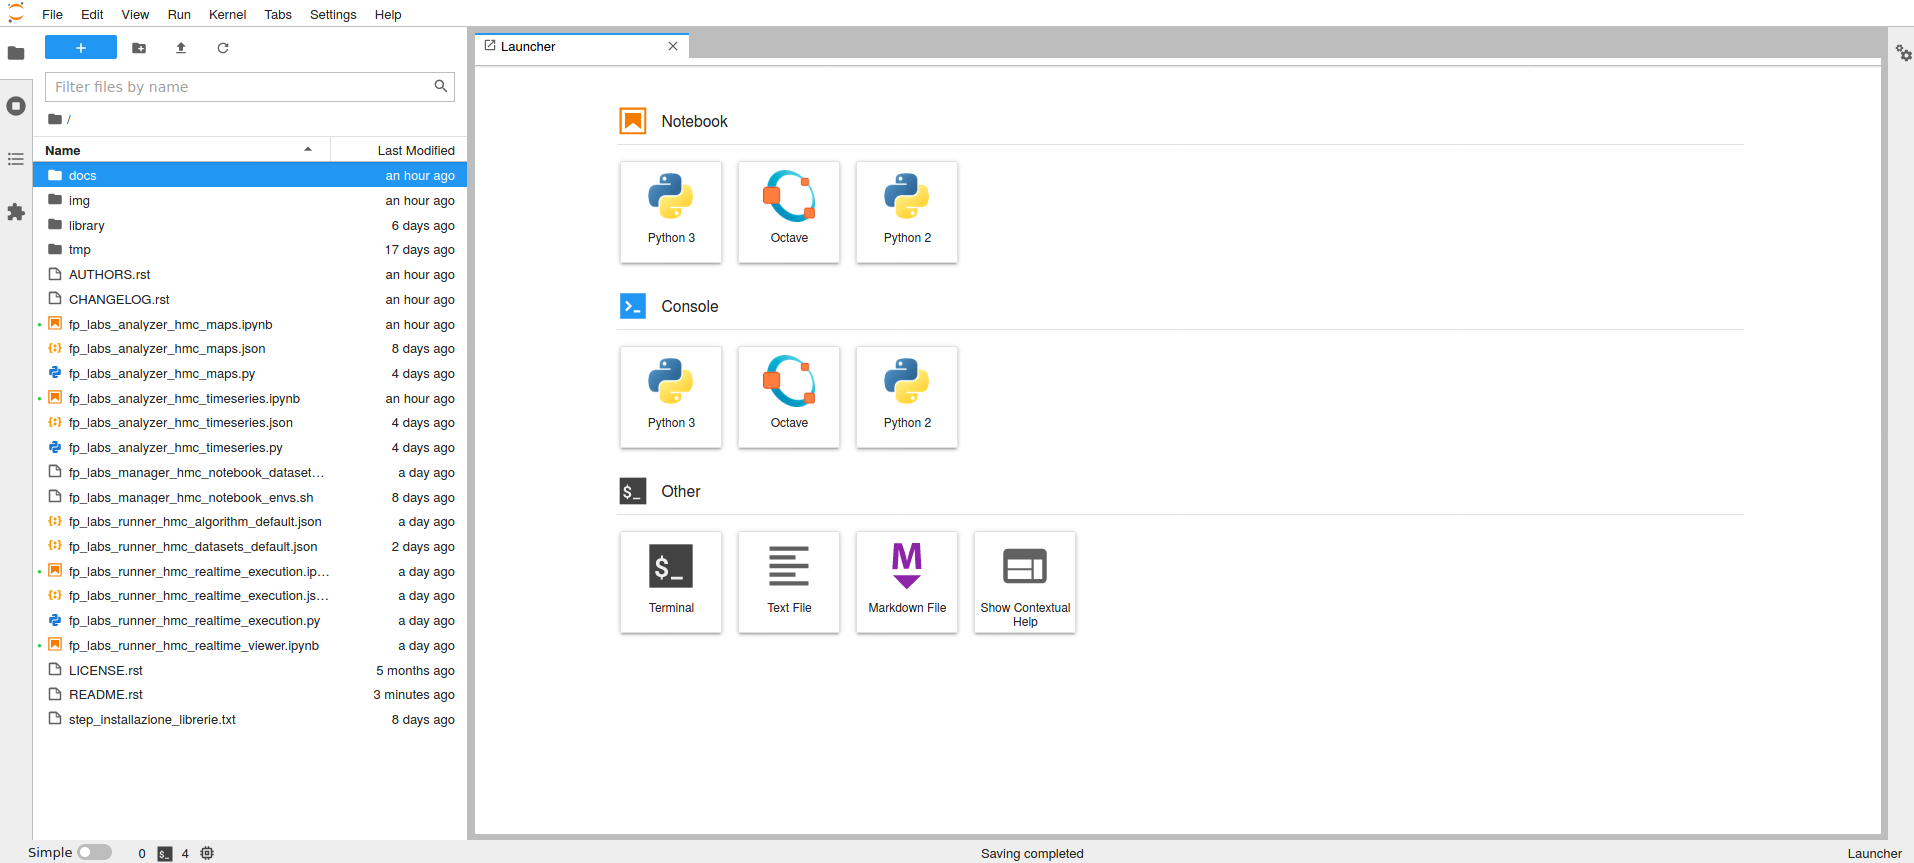 File Edit View Run Kernel Tabs Settings Help
Launcher
Filter files by name
/
Name Last Modified
docs an hour ago
img an hour ago
library 6 days ago
tmp 17 days ago
AUTHORS.rst an hour ago
CHANGELOG.rst an hour ago
fp_labs_analyzer_hmc_maps.ipynb an hour ago
fp_labs_analyzer_hmc_maps.json 8 days ago
fp_labs_analyzer_hmc_maps.py 4 days ago
fp_labs_analyzer_hmc_timeseries.ipynb an hour ago
fp_labs_analyzer_hmc_timeseries.json 4 days ago
fp_labs_analyzer_hmc_timeseries.py 4 days ago
fp_labs_manager_hmc_notebook_dataset… a day ago
fp_labs_manager_hmc_notebook_envs.sh 8 days ago
fp_labs_runner_hmc_algorithm_default.json a day ago
fp_labs_runner_hmc_datasets_default.json 2 days ago
fp_labs_runner_hmc_realtime_execution.ip… a day ago
fp_labs_runner_hmc_realtime_execution.js… a day ago
fp_labs_runner_hmc_realtime_execution.py a day ago
fp_labs_runner_hmc_realtime_viewer.ipynb a day ago
LICENSE.rst 5 months ago
README.rst 3 minutes ago
step_installazione_librerie.txt 8 days ago
Notebook
Python 3 Octave Python 2
Console
Python 3 Octave Python 2
$_ Other
$_ M
Terminal Text File Markdown File Show Contextual
Help
Simple 0 $_ 4 Saving completed Launcher